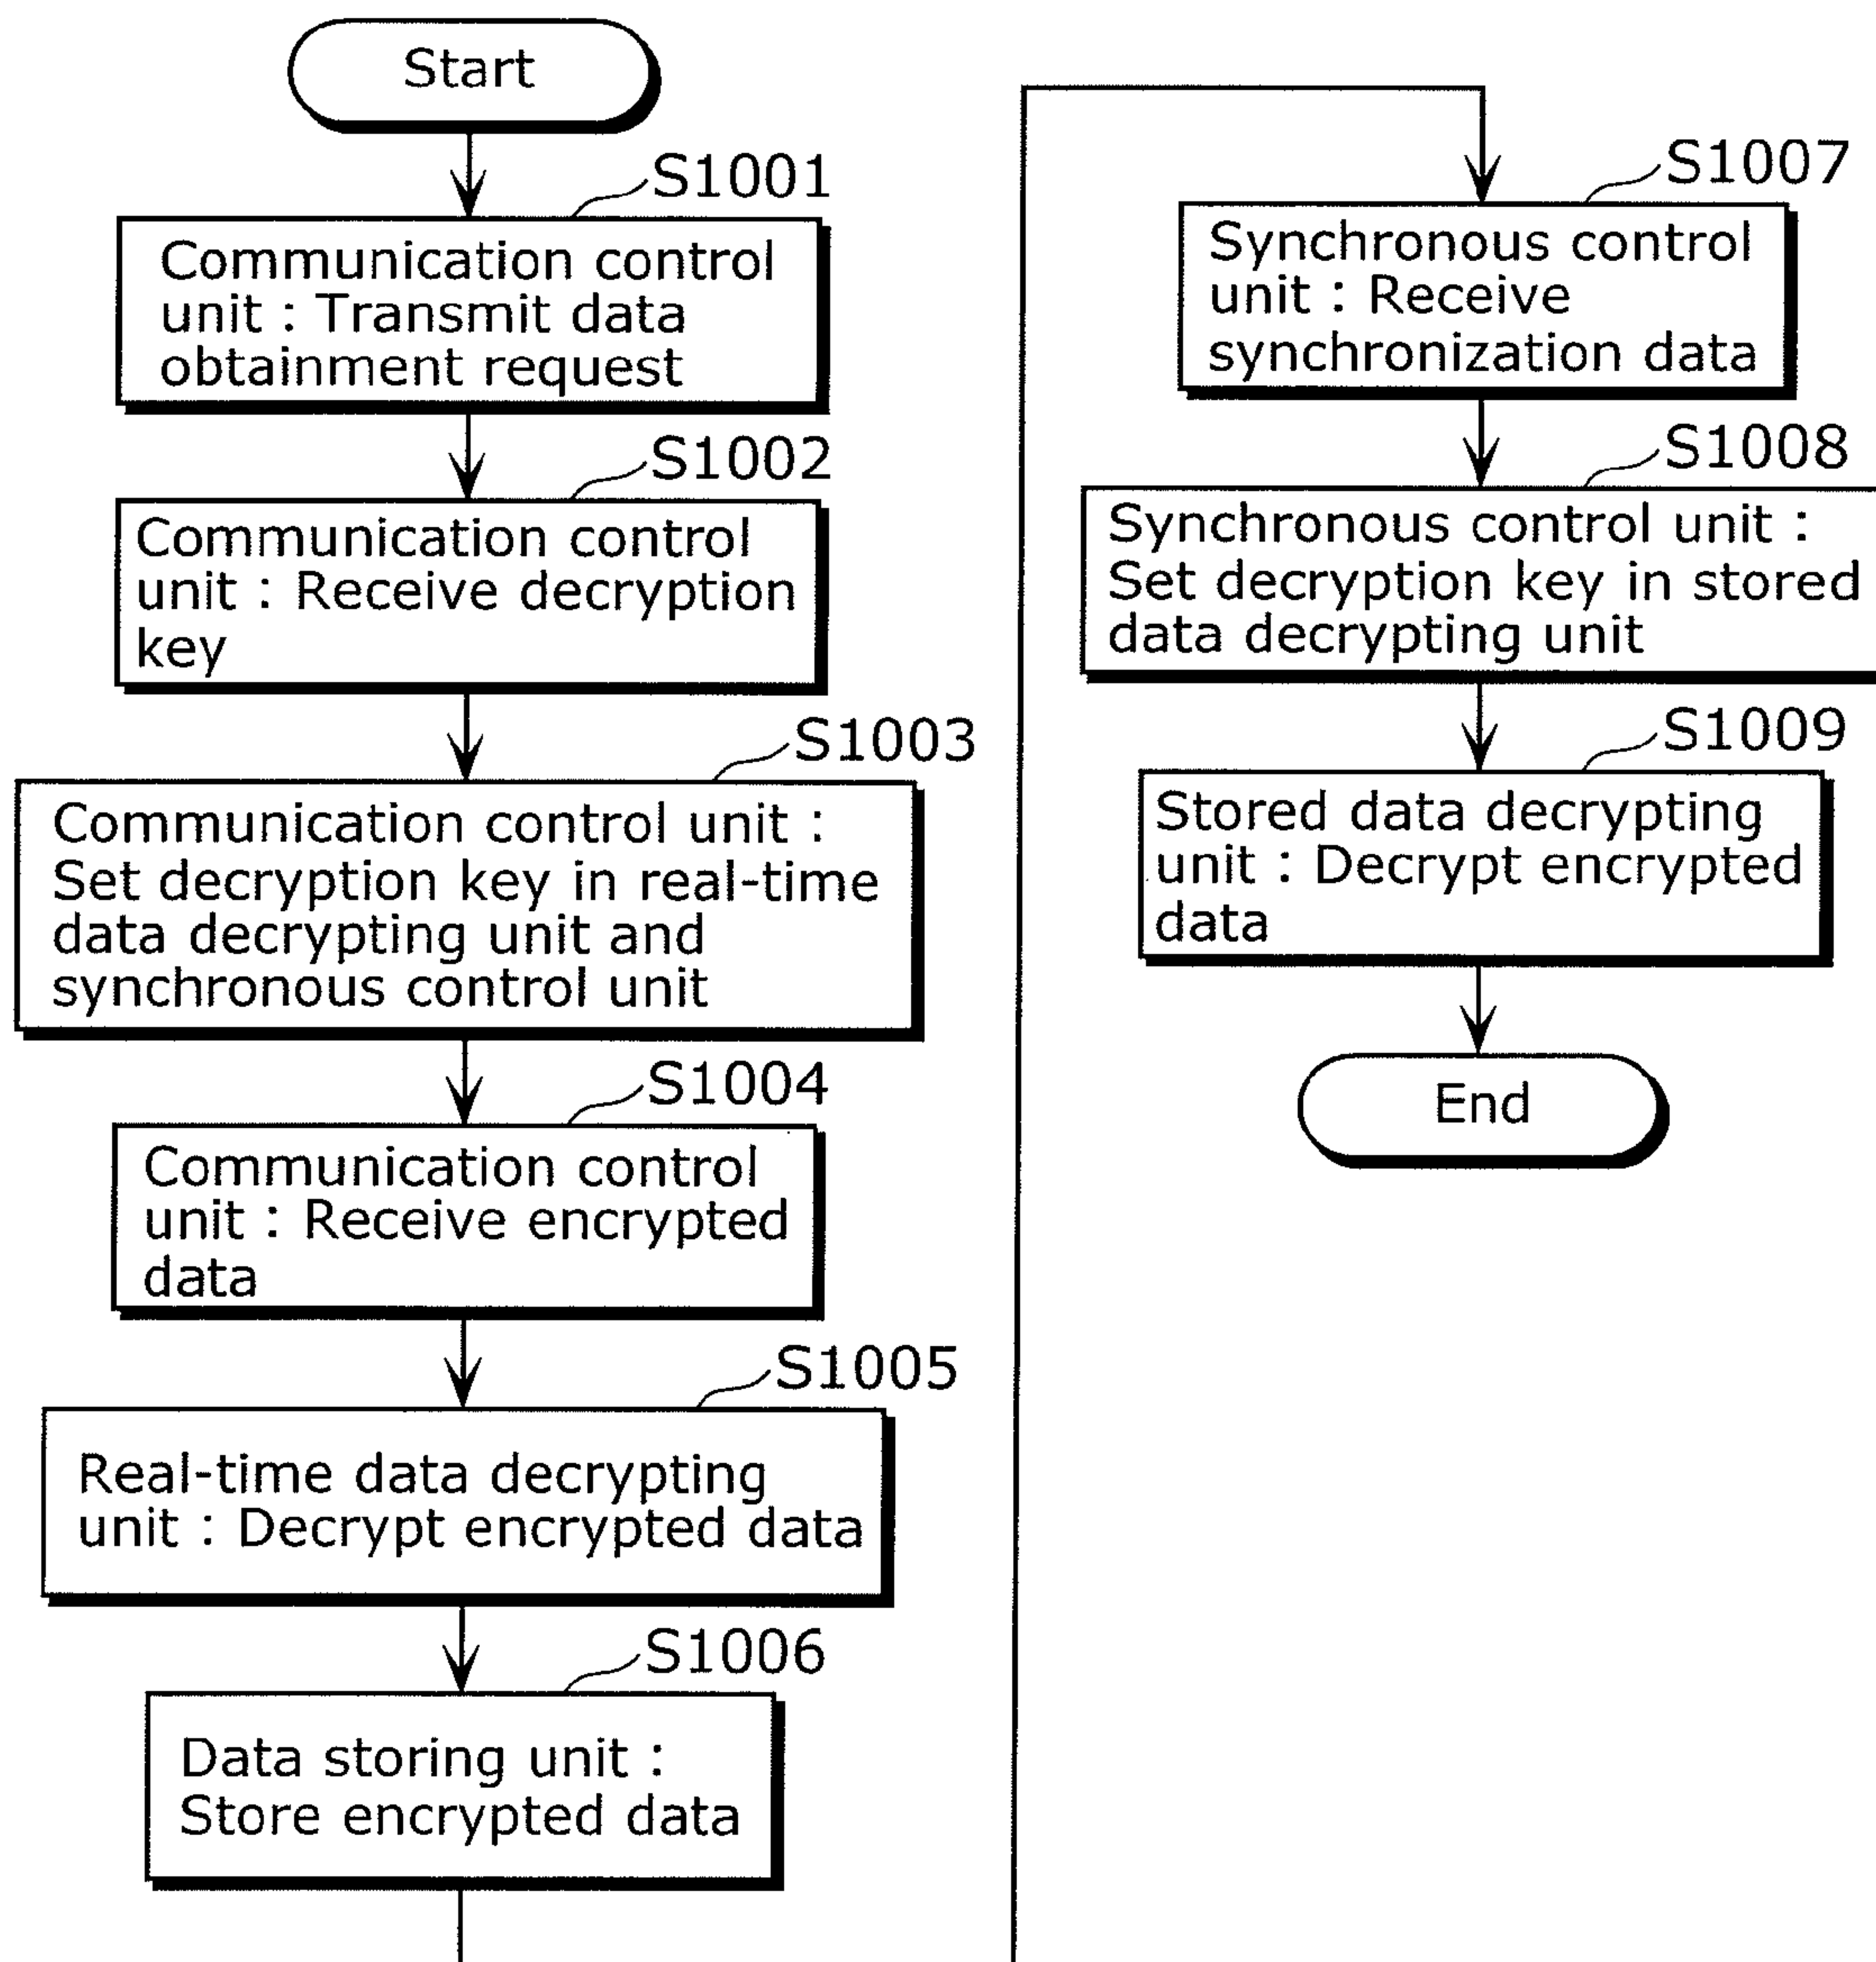 Start
S1001
Communication control
unit : Transmit data
obtainment request
S1002
Communication control
unit : Receive decryption
key
S1003
Communication control unit :
Set decryption key in real-time
data decrypting unit and
synchronous control unit
S1004
Communication control
unit : Receive encrypted
data
S1005
Real-time data decrypting
unit : Decrypt encrypted data
S1006
Data storing unit :
Store encrypted data
S1007
Synchronous control
unit : Receive
synchronization data
S1008
Synchronous control unit :
Set decryption key in stored
data decrypting unit
S1009
Stored data decrypting
unit : Decrypt encrypted
data
End